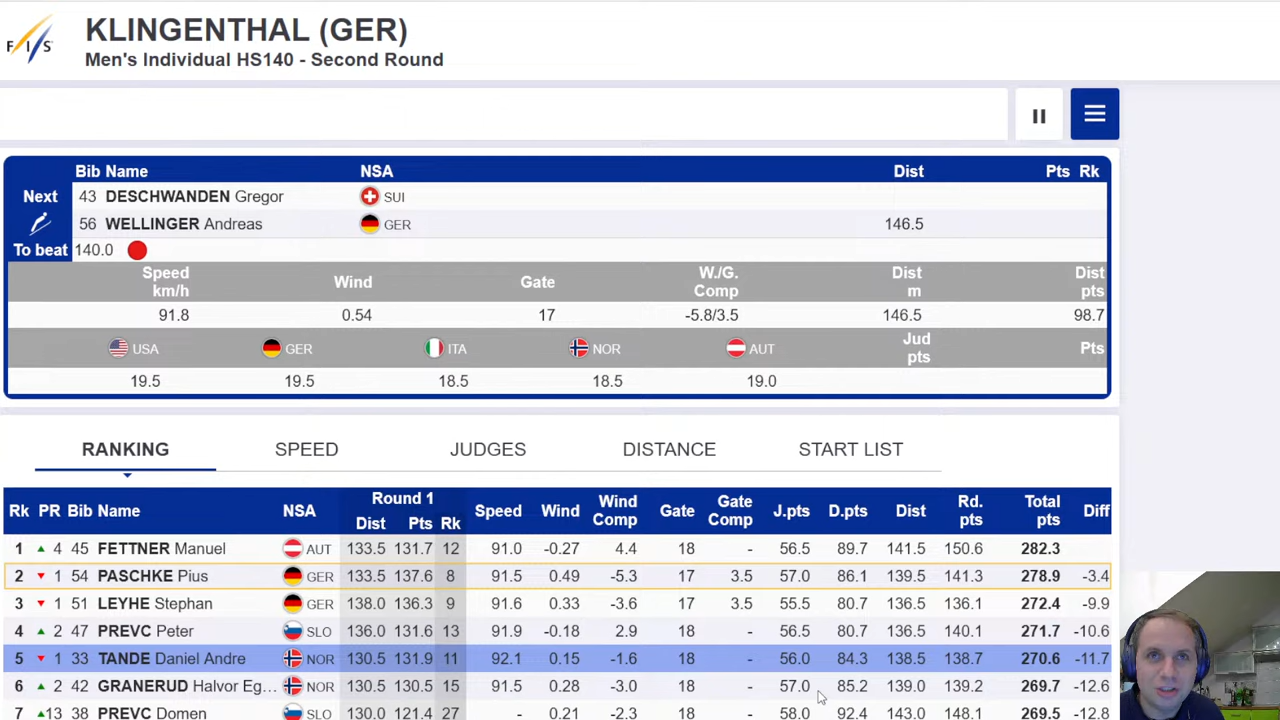 FIS
KLINGENTHAL (GER)
Men's Individual HS140 - Second Round
Bib Name NSA Dist Pts Rk
Next 43 DESCHWANDEN Gregor SUI
56 WELLINGER Andreas GER 146.5
To beat 140.0
Speed km/h Wind Gate W./G. Comp Dist m Dist pts
91.8 0.54 17 -5.8/3.5 146.5 98.7
USA GER ITA NOR AUT Jud pts Pts
19.5 19.5 18.5 18.5 19.0
RANKING SPEED JUDGES DISTANCE START LIST
Round 1
Rk PR Bib Name NSA Dist Pts Rk Speed Wind Wind Comp Gate Gate Comp J.pts D.pts Dist Rd. pts Total pts Diff
1 4 45 FETTNER Manuel AUT 133.5 131.7 12 91.0 -0.27 4.4 18 - 56.5 89.7 141.5 150.6 282.3
2 1 54 PASCHKE Pius GER 133.5 137.6 8 91.5 0.49 -5.3 17 3.5 57.0 86.1 139.5 141.3 278.9 -3.4
3 1 51 LEYHE Stephan GER 138.0 136.3 9 91.6 0.33 -3.6 17 3.5 55.5 80.7 136.5 136.1 272.4 -9.9
4 2 47 PREVC Peter SLO 136.0 131.6 13 91.9 -0.18 2.9 18 - 56.5 80.7 136.5 140.1 271.7 -10.6
5 1 33 TANDE Daniel Andre NOR 130.5 131.9 11 92.1 0.15 -1.6 18 - 56.0 84.3 138.5 138.7 270.6 -11.7
6 2 42 GRANERUD Halvor Eg... NOR 130.5 130.5 15 91.5 0.28 -3.0 18 - 57.0 85.2 139.0 139.2 269.7 -12.6
7 13 38 PREVC Domen SLO 130.0 121.4 27 - 0.21 -2.3 18 - 58.0 92.4 143.0 148.1 269.5 -12.8